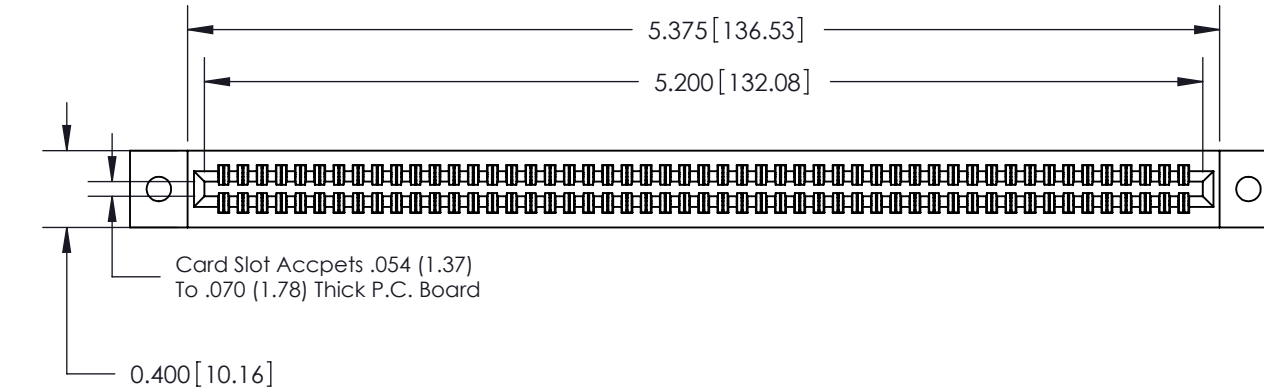 5.375[136.53]
5.200[132.08]
Card Slot Accpets .054 (1.37)
To .070 (1.78) Thick P.C. Board
0.400[10.16]